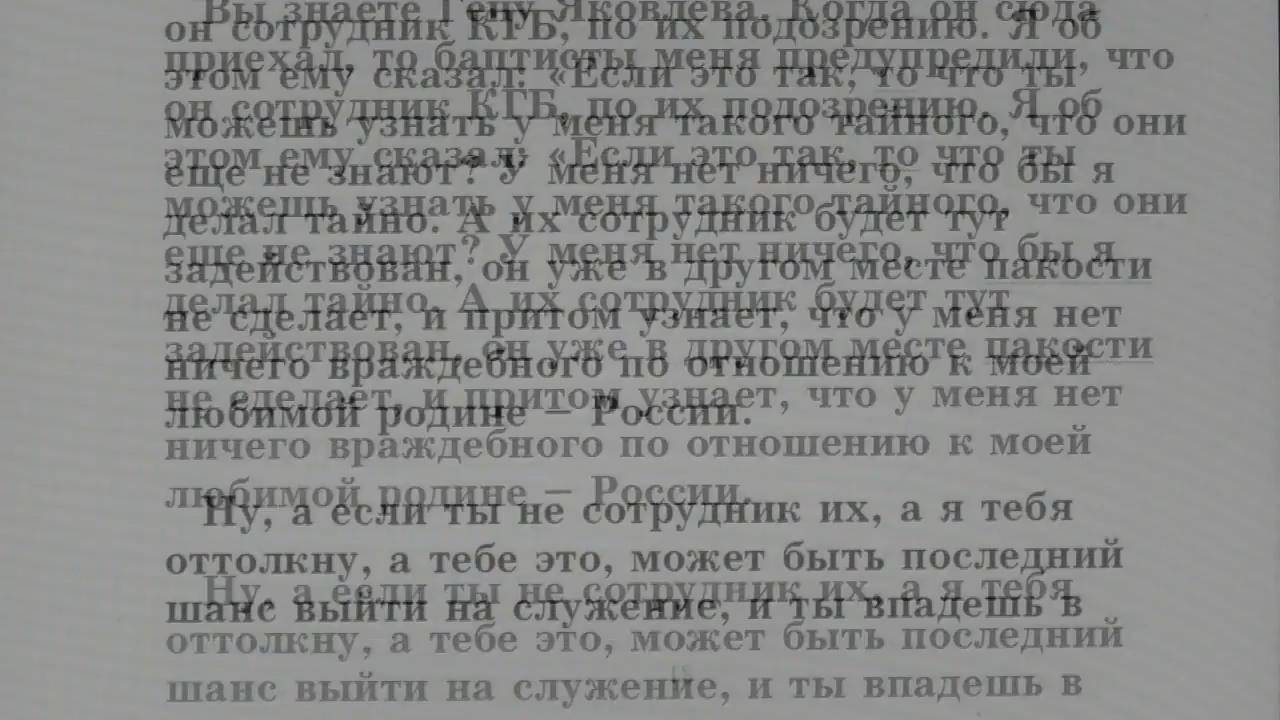 Вы знаете Гену Яковлева. Когда он сюда
приехал, то баптисты меня предупредили, что
он сотрудник КГБ, по их подозрению. Я об
этом ему сказал: «Если это так, то что ты
можешь узнать у меня такого тайного, что они
еще не знают? У меня нет ничего, что бы я
делал тайно. А их сотрудник будет тут
задействован, он уже в другом месте пакости
не сделает, и притом узнает, что у меня нет
ничего враждебного по отношению к моей
любимой родине – России.
Ну, а если ты не сотрудник их, а я тебя
оттолкну, а тебе это, может быть последний
шанс выйти на служение, и ты впадешь в